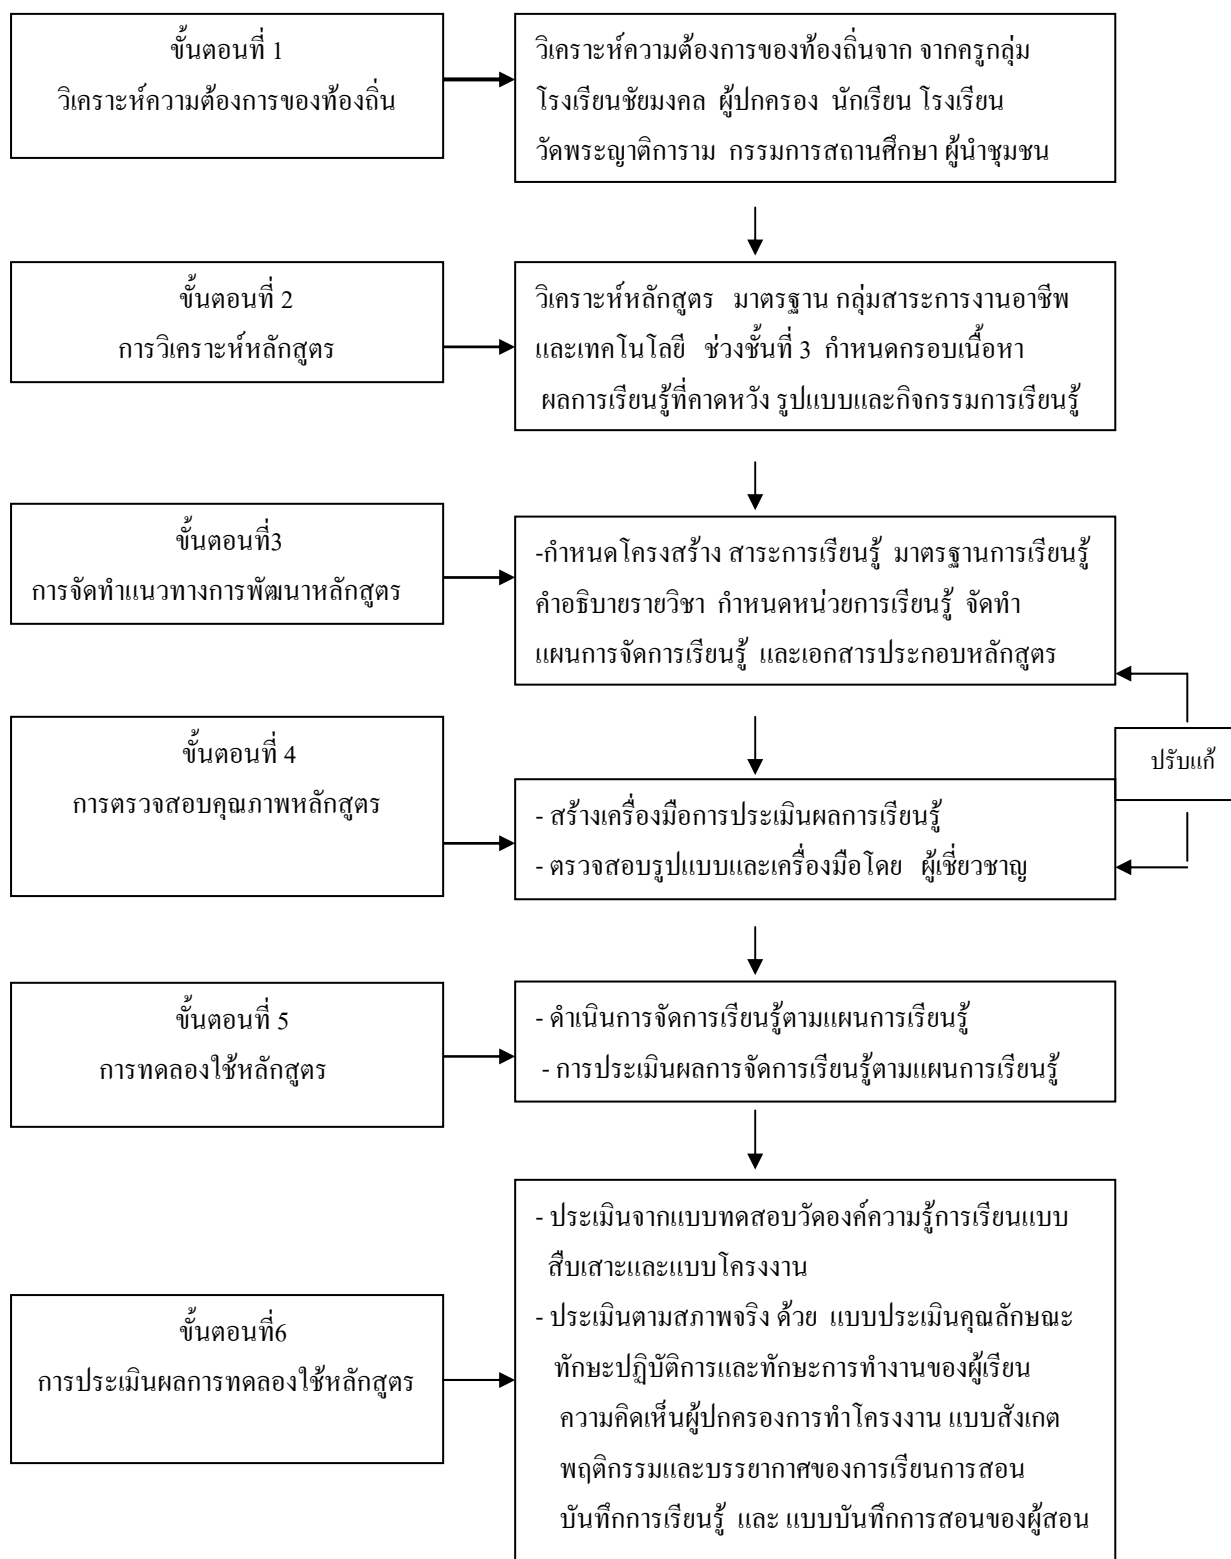 ขั้นตอนที่ 1
วิเคราะห์ความต้องการของท้องถิ่น
วิเคราะห์ความต้องการของท้องถิ่นจาก จากครูกลุ่ม
โรงเรียนชัยมงคล ผู้ปกครอง นักเรียน โรงเรียน
วัดพระญาติการาม กรรมการสถานศึกษา ผู้นำชุมชน
ขั้นตอนที่ 2
การวิเคราะห์หลักสูตร
วิเคราะห์หลักสูตร มาตรฐาน กลุ่มสาระการงานอาชีพ
และเทคโนโลยี ช่วงชั้นที่ 3 กำหนดกรอบเนื้อหา
ผลการเรียนรู้ที่คาดหวัง รูปแบบและกิจกรรมการเรียนรู้
ขั้นตอนที่3
การจัดทำแนวทางการพัฒนาหลักสูตร
-กำหนดโครงสร้าง สาระการเรียนรู้ มาตรฐานการเรียนรู้
คำอธิบายรายวิชา กำหนดหน่วยการเรียนรู้ จัดทำ
แผนการจัดการเรียนรู้ และเอกสารประกอบหลักสูตร
ปรับแก้
ขั้นตอนที่ 4
การตรวจสอบคุณภาพหลักสูตร
- สร้างเครื่องมือการประเมินผลการเรียนรู้
- ตรวจสอบรูปแบบและเครื่องมือโดย ผู้เชี่ยวชาญ
ขั้นตอนที่ 5
การทดลองใช้หลักสูตร
- ดำเนินการจัดการเรียนรู้ตามแผนการเรียนรู้
- การประเมินผลการจัดการเรียนรู้ตามแผนการเรียนรู้
ขั้นตอนที่6
การประเมินผลการทดลองใช้หลักสูตร
- ประเมินจากแบบทดสอบวัดองค์ความรู้การเรียนแบบ
สืบเสาะและแบบโครงงาน
- ประเมินตามสภาพจริง ด้วย แบบประเมินคุณลักษณะ
ทักษะปฏิบัติการและทักษะการทำงานของผู้เรียน
ความคิดเห็นผู้ปกครองการทำโครงงาน แบบสังเกต
พฤติกรรมและบรรยากาศของการเรียนการสอน
บันทึกการเรียนรู้ และ แบบบันทึกการสอนของผู้สอน